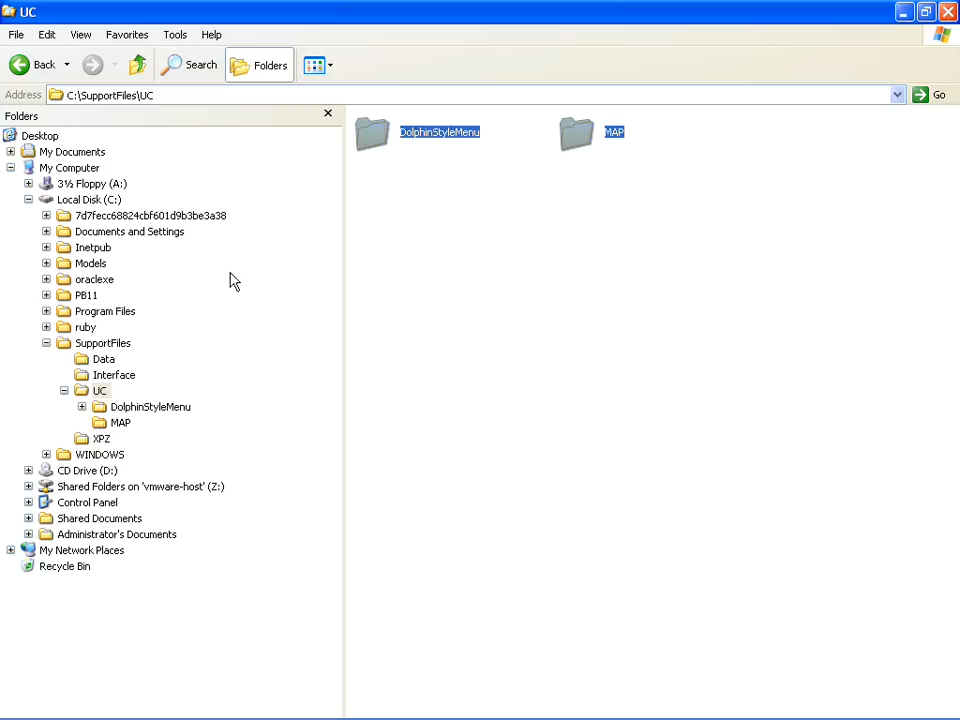 UC
File Edit View Favorites Tools Help
Back Search Folders
Address C:\SupportFiles\UC Go
Folders
Desktop
My Documents
My Computer
3½ Floppy (A:)
Local Disk (C:)
7d7fecc68824cbf601d9b3be3a38
Documents and Settings
Inetpub
Models
oraclexe
PB11
Program Files
ruby
SupportFiles
Data
Interface
UC
DolphinStyleMenu
MAP
XPZ
WINDOWS
CD Drive (D:)
Shared Folders on 'vmware-host' (Z:)
Control Panel
Shared Documents
Administrator's Documents
My Network Places
Recycle Bin
DolphinStyleMenu MAP